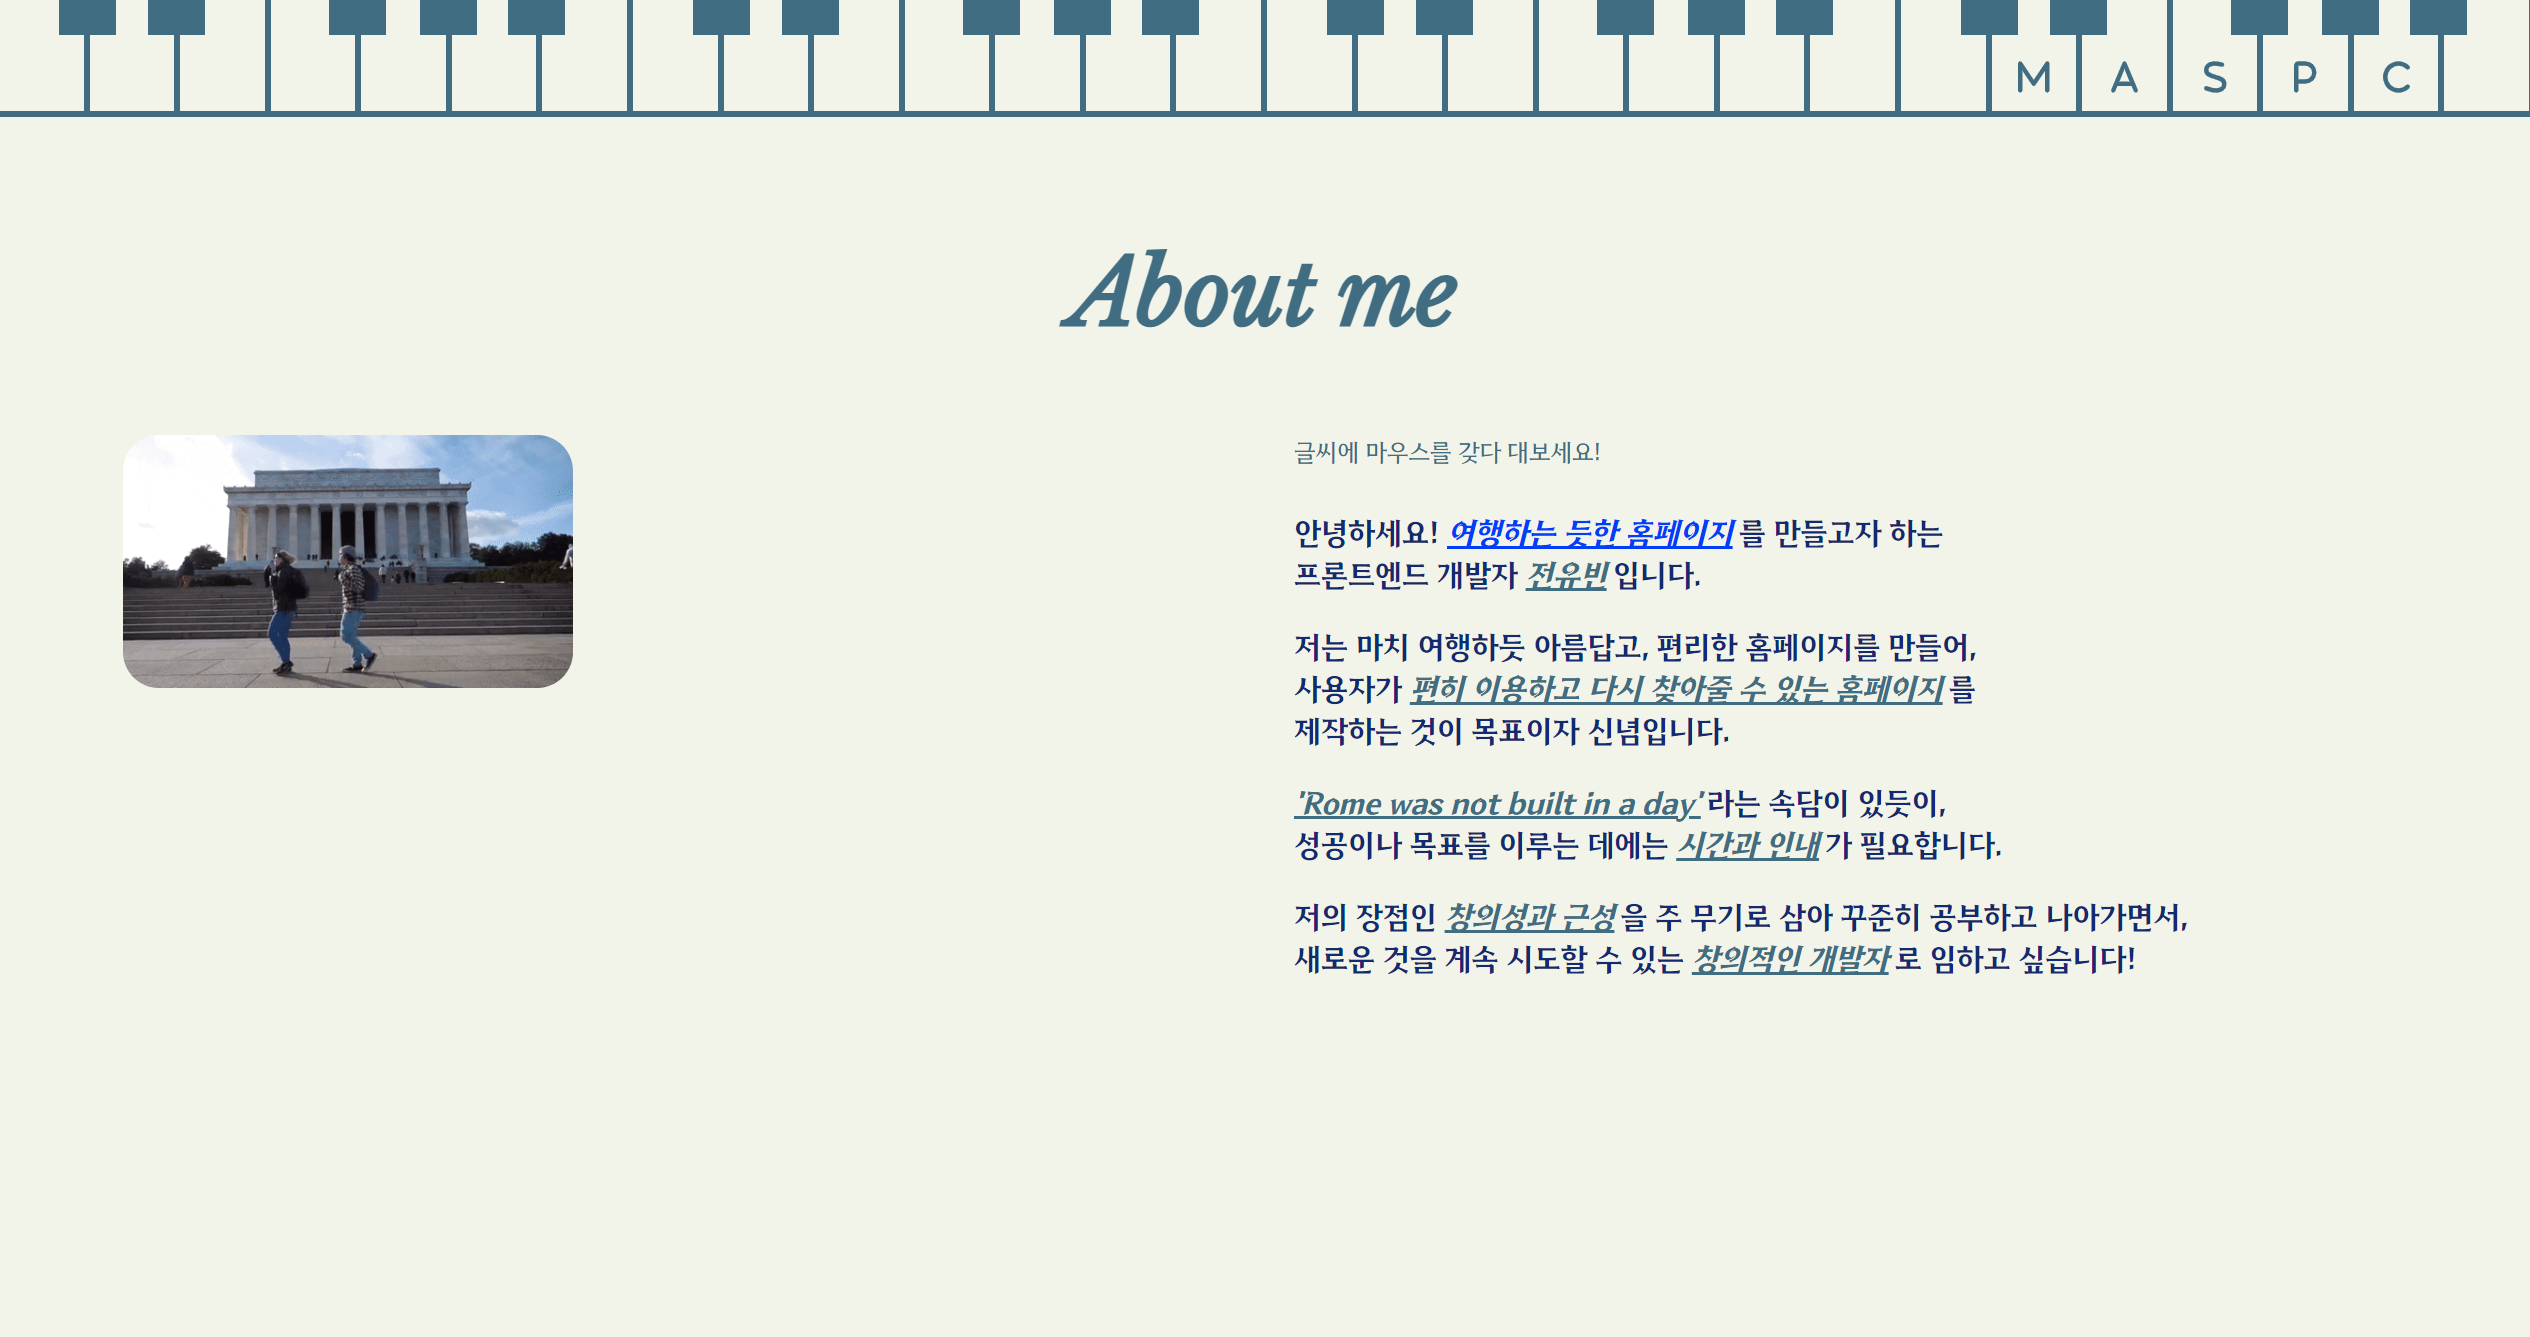 M A S P C
About me
글씨에 마우스를 갖다 대보세요!
안녕하세요! 여행하는 듯한 홈페이지를 만들고자 하는
프론트엔드 개발자 전유빈입니다.
저는 마치 여행하듯 아름답고, 편리한 홈페이지를 만들어,
사용자가 편히 이용하고 다시 찾아줄 수 있는 홈페이지를
제작하는 것이 목표이자 신념입니다.
'Rome was not built in a day'라는 속담이 있듯이,
성공이나 목표를 이루는 데에는 시간과 인내가 필요합니다.
저의 장점인 창의성과 근성을 주 무기로 삼아 꾸준히 공부하고 나아가면서,
새로운 것을 계속 시도할 수 있는 창의적인 개발자로 임하고 싶습니다!